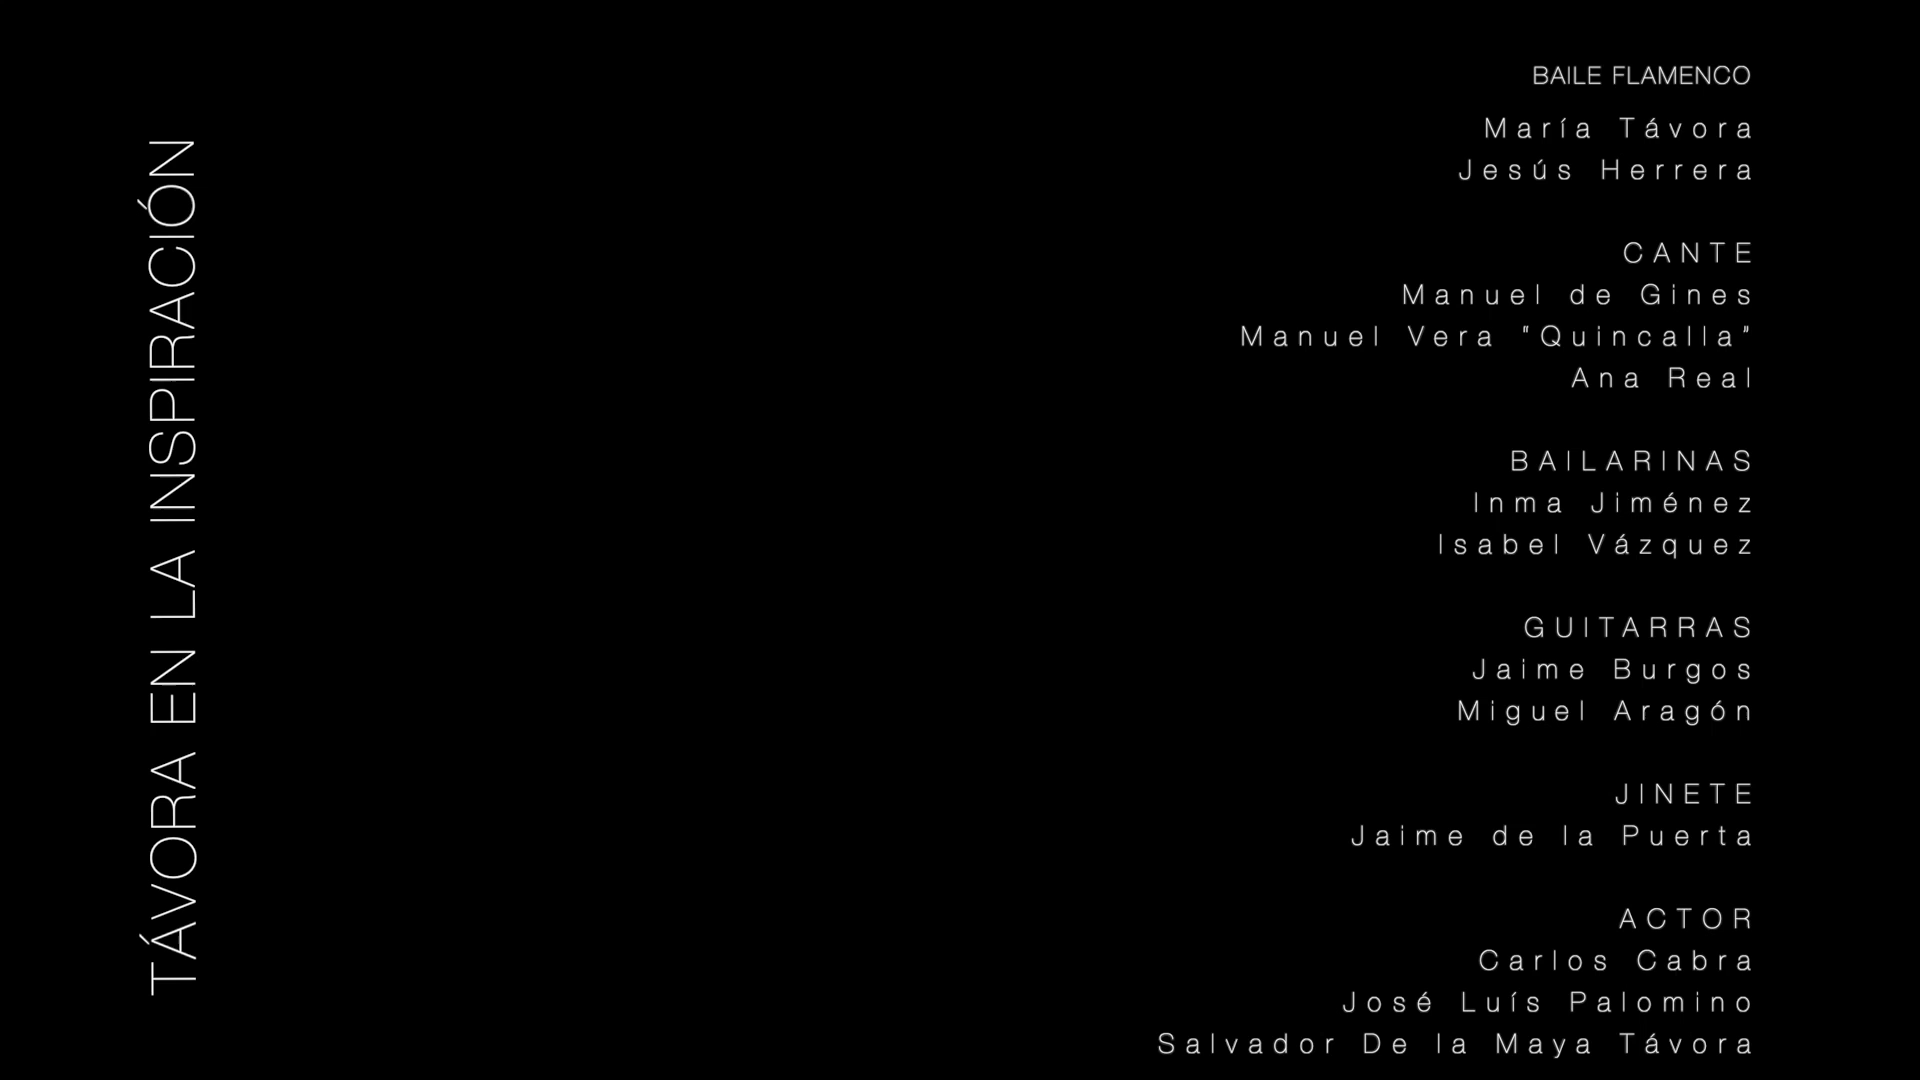 TÁVORA EN LA INSPIRACIÓN
BAILE FLAMENCO
María Távora
Jesús Herrera
CANTE
Manuel de Gines
Manuel Vera "Quincalla"
Ana Real
BAILARINAS
Inma Jiménez
Isabel Vázquez
GUITARRAS
Jaime Burgos
Miguel Aragón
JINETE
Jaime de la Puerta
ACTOR
Carlos Cabra
José Luís Palomino
Salvador De la Maya Távora